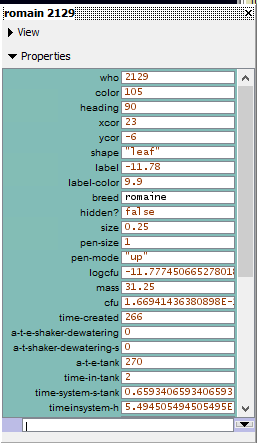 romain 2129
View
Properties
who 2129
color 105
heading 90
xcor 23
ycor -6
shape "leaf"
label -11.78
label-color 9.9
breed romaine
hidden? false
size 0.25
pen-size 1
pen-mode "up"
logcfu -11.777450665278018
mass 31.25
cfu 1.66941436380898E-
time-created 266
a-t-e-shaker-dewatering 0
a-t-shaker-dewatering-s 0
a-t-e-tank 270
time-in-tank 2
time-system-s-tank 0.6593406593406593
timeinsystem-h 5.494505494505495E